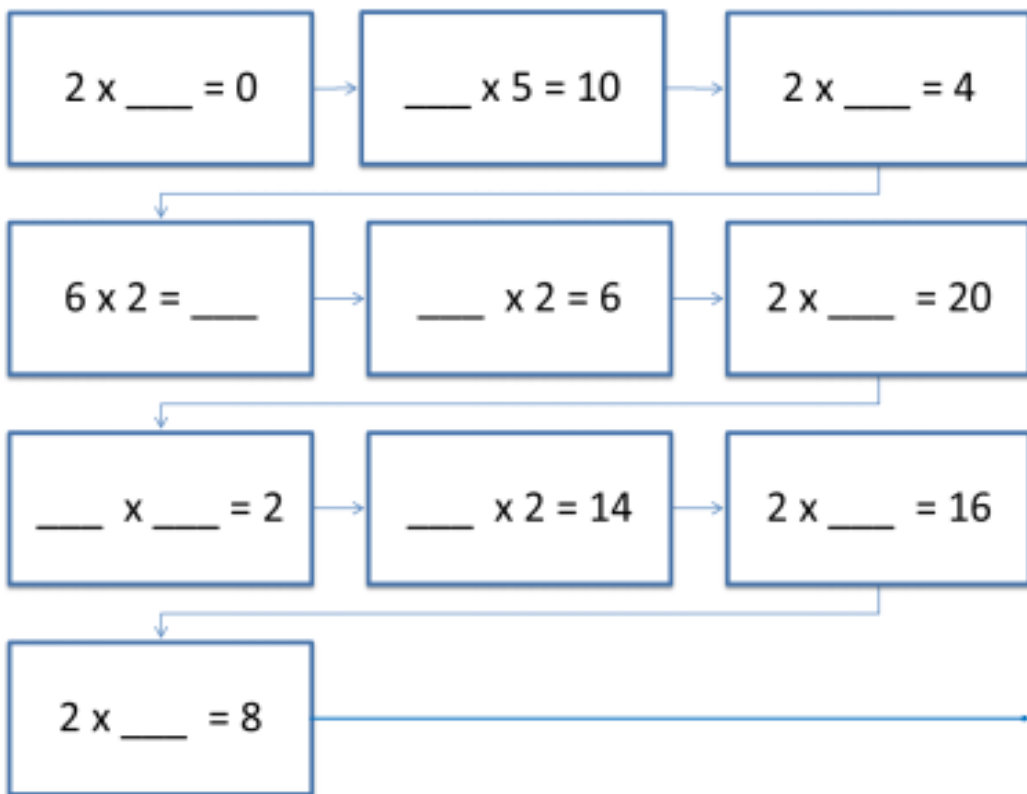 2 x ___ = 0
___ x 5 = 10
2 x ___ = 4
6 x 2 = ___
___ x 2 = 6
2 x ___ = 20
___ x ___ = 2
___ x 2 = 14
2 x ___ = 16
2 x ___ = 8